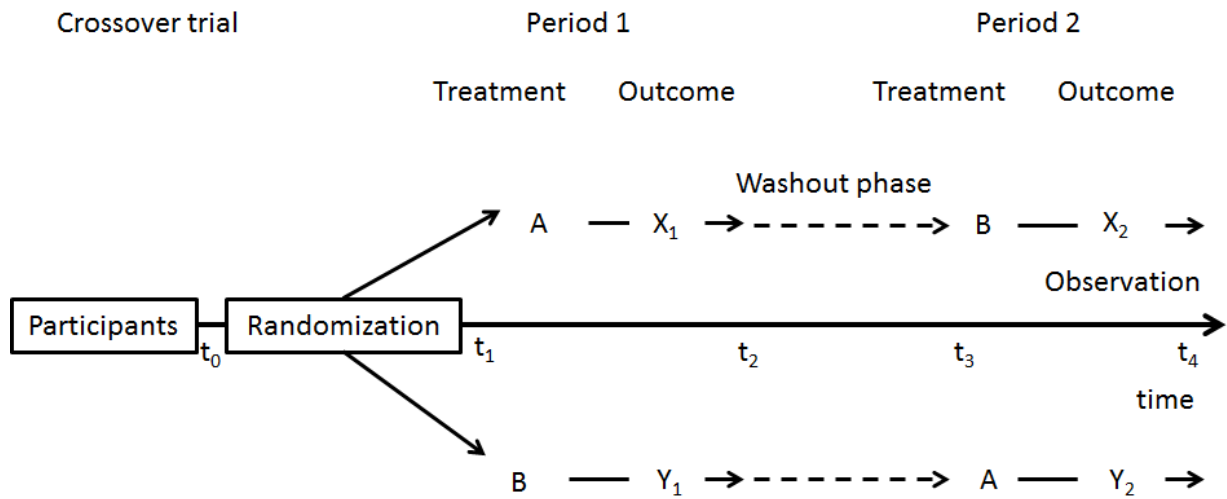 Crossover trial Period 1 Period 2
Treatment Outcome Treatment Outcome
Washout phase
A X₁ B X₂
Observation
Participants Randomization
t₀ t₁ t₂ t₃ t₄
time
B Y₁ A Y₂